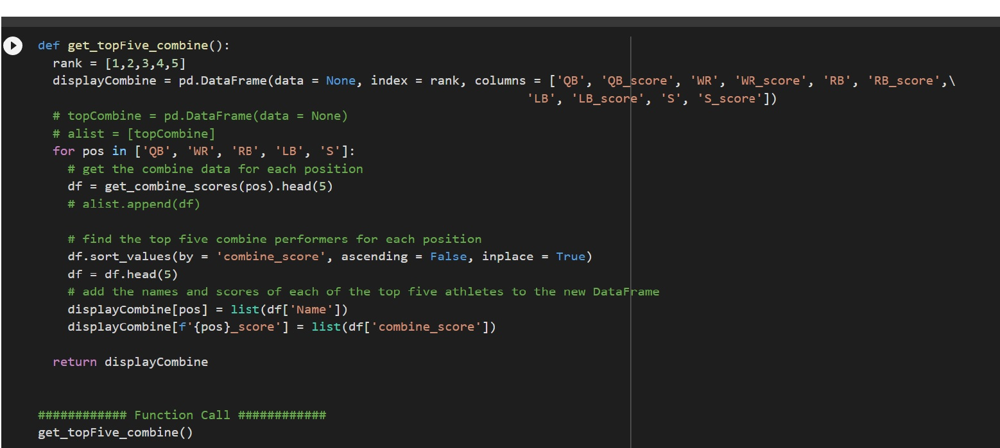 def get_topFive_combine():
  rank = [1,2,3,4,5]
  displayCombine = pd.DataFrame(data = None, index = rank, columns = ['QB', 'QB_score', 'WR', 'WR_score', 'RB', 'RB_score',\
                                                                  'LB', 'LB_score', 'S', 'S_score'])
  # topCombine = pd.DataFrame(data = None)
  # alist = [topCombine]
  for pos in ['QB', 'WR', 'RB', 'LB', 'S']:
    # get the combine data for each position
    df = get_combine_scores(pos).head(5)
    # alist.append(df)

    # find the top five combine performers for each position
    df.sort_values(by = 'combine_score', ascending = False, inplace = True)
    df = df.head(5)
    # add the names and scores of each of the top five athletes to the new DataFrame
    displayCombine[pos] = list(df['Name'])
    displayCombine[f'{pos}_score'] = list(df['combine_score'])

  return displayCombine


############ Function Call ############
get_topFive_combine()